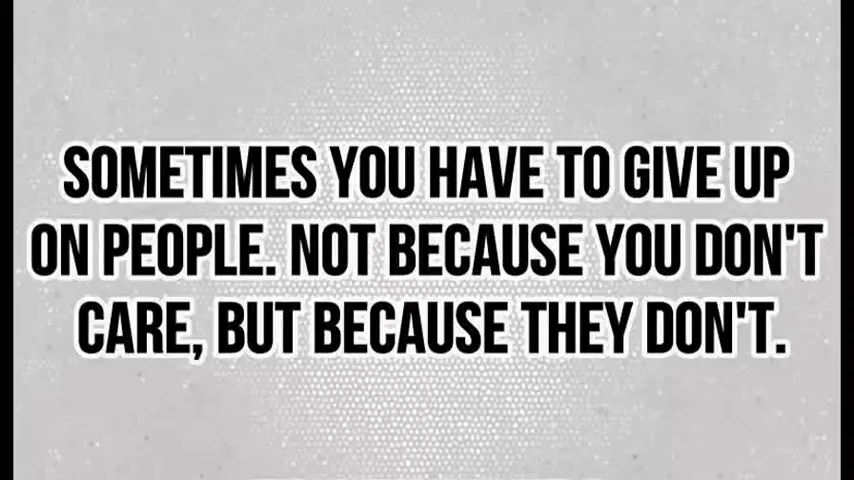 SOMETIMES YOU HAVE TO GIVE UP
ON PEOPLE. NOT BECAUSE YOU DON'T
CARE, BUT BECAUSE THEY DON'T.